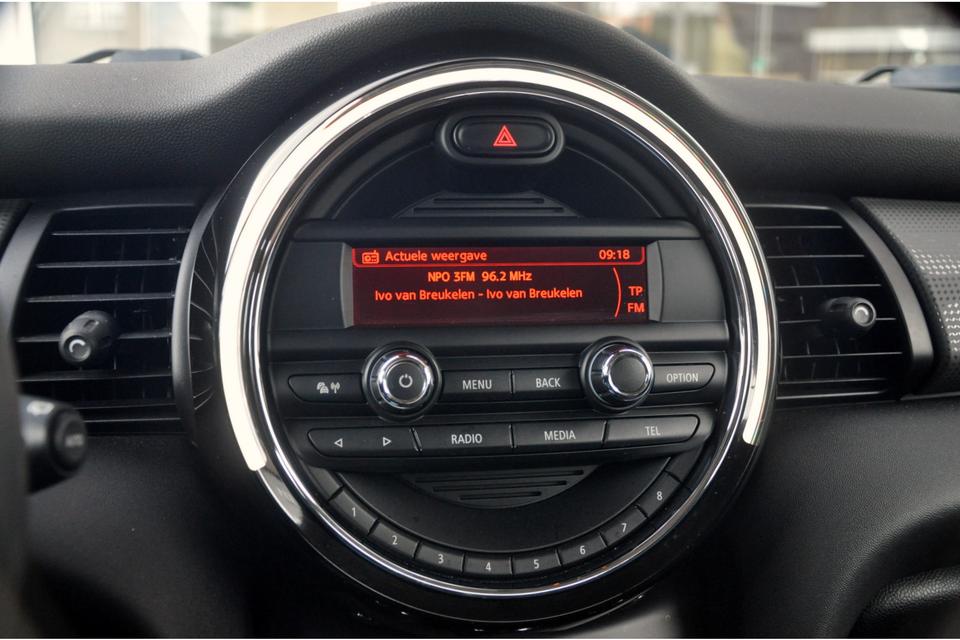 Actuele weergave 09:18
NPO 3FM 96.2 MHz
Ivo van Breukelen - Ivo van Breukelen
TP
FM
MENU BACK OPTION
RADIO MEDIA TEL
1 2 3 4 5 6 7 8
AUTO